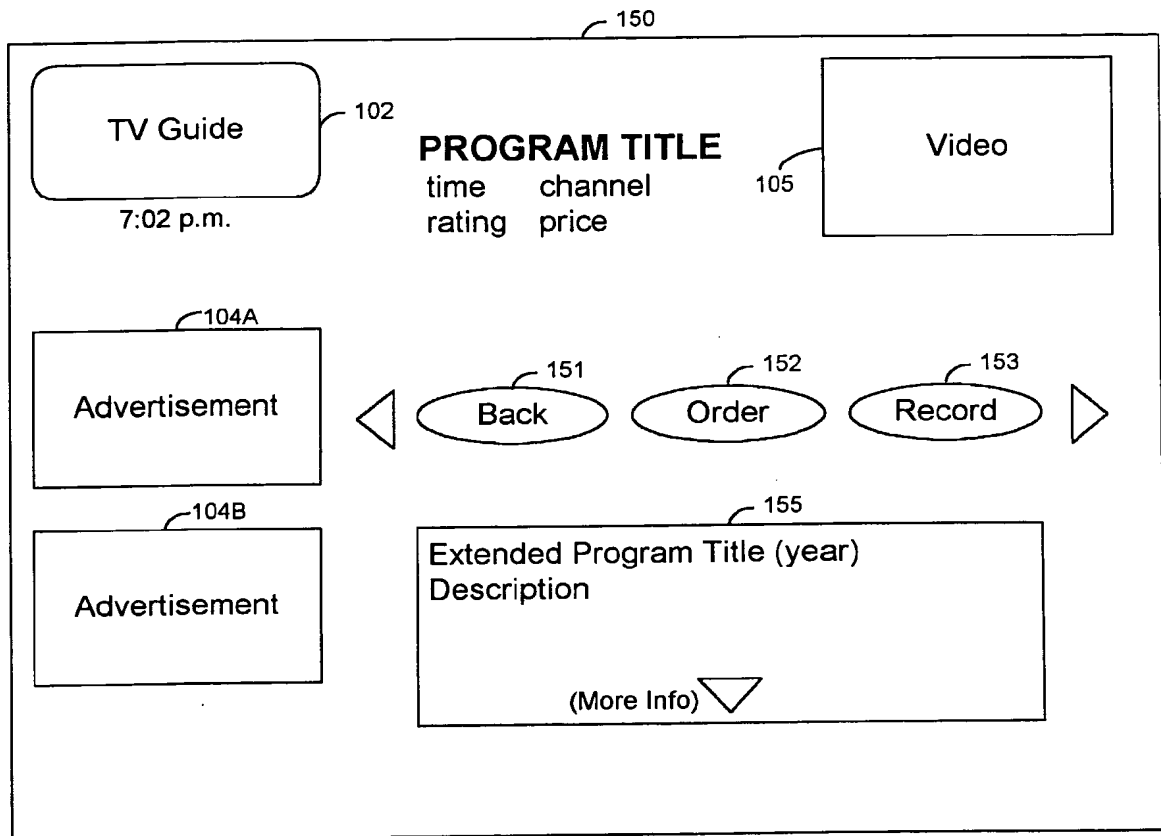 150
TV Guide
102
7:02 p.m.
PROGRAM TITLE
time channel
rating price
Video
105
104A
Advertisement
151
Back
152
Order
153
Record
104B
Advertisement
155
Extended Program Title (year)
Description
(More Info)